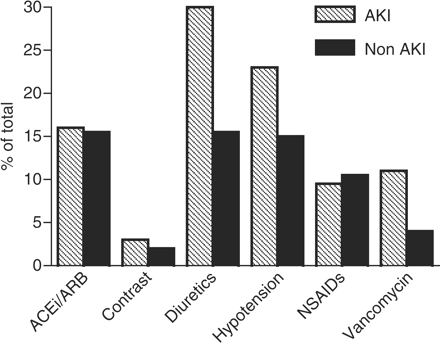 30
25
20
15
10
5
0
% of total
AKI
Non AKI
ACEi/ARB
Contrast
Diuretics
Hypotension
NSAIDs
Vancomycin